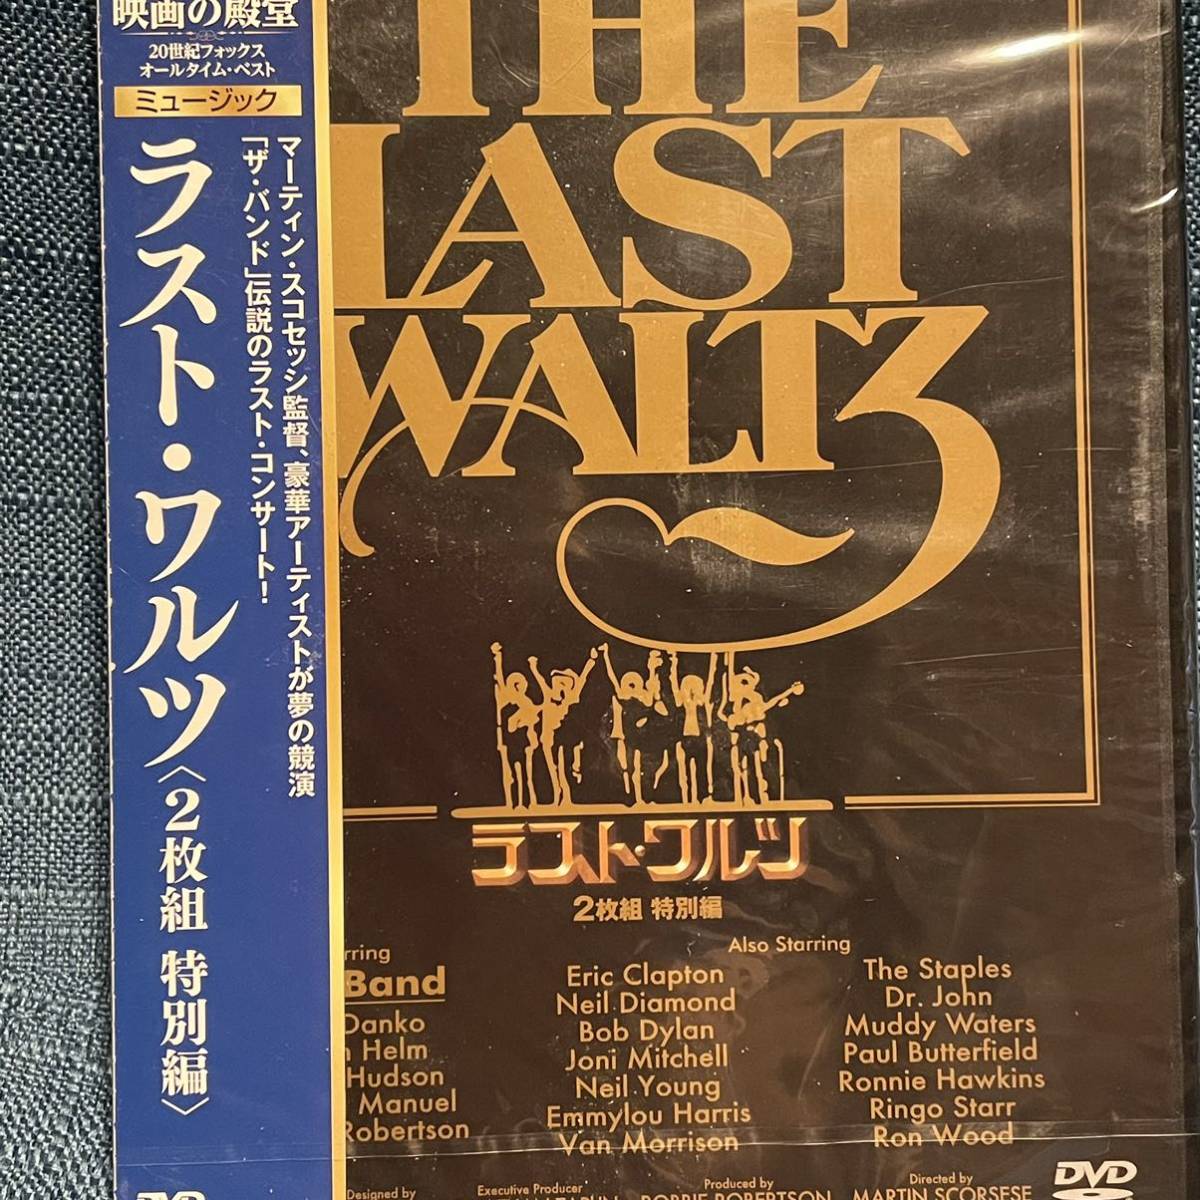 映画の殿堂
20世紀フォックス
オールタイム・ベスト
ミュージック
マーティン・スコセッシ監督、豪華アーティストが夢の競演
「ザ・バンド」伝説のラスト・コンサート!
ラスト・ワルツ〈2枚組 特別編〉
THE
LAST
WALTZ
ラスト・ワルツ
2枚組 特別編
rring
Band
Danko
Helm
Hudson
Manuel
Robertson
Also Starring
Eric Clapton
Neil Diamond
Bob Dylan
Joni Mitchell
Neil Young
Emmylou Harris
Van Morrison
The Staples
Dr. John
Muddy Waters
Paul Butterfield
Ronnie Hawkins
Ringo Starr
Ron Wood
Designed by
Executive Producer
Produced by
ROBBIE ROBERTSON
Directed by
MARTIN SCORSESE
DVD
DVD